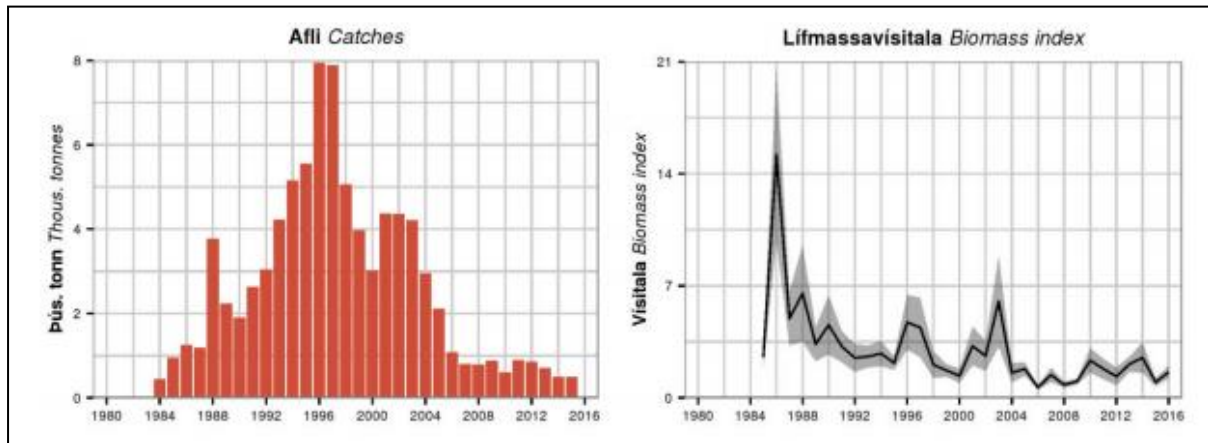 Afli Catches
Þús. tonn Thous. tonnes
8
6
4
2
0
1980 1984 1988 1992 1996 2000 2004 2008 2012 2016
Lífmassavísitala Biomass index
Vísitala Biomass index
21
14
7
0
1980 1984 1988 1992 1996 2000 2004 2008 2012 2016